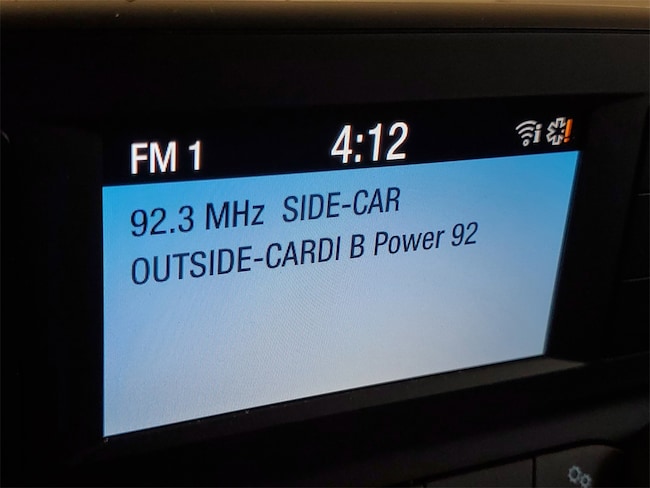 FM 1 4:12
92.3 MHz SIDE-CAR
OUTSIDE-CARDI B Power 92